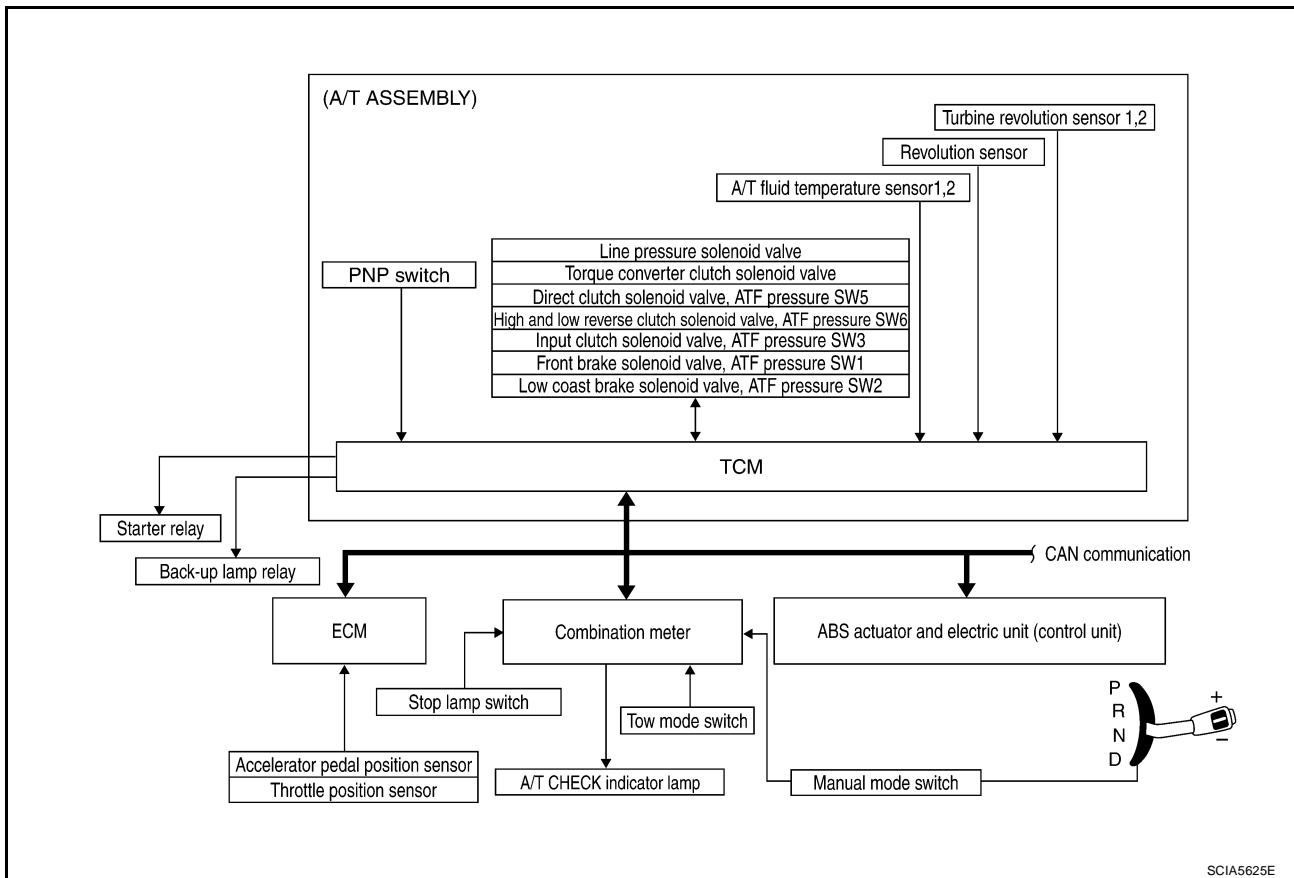 (A/T ASSEMBLY)
Turbine revolution sensor 1,2
Revolution sensor
A/T fluid temperature sensor1,2
Line pressure solenoid valve
Torque converter clutch solenoid valve
PNP switch
Direct clutch solenoid valve, ATF pressure SW5
High and low reverse clutch solenoid valve, ATF pressure SW6
Input clutch solenoid valve, ATF pressure SW3
Front brake solenoid valve, ATF pressure SW1
Low coast brake solenoid valve, ATF pressure SW2
TCM
Starter relay
CAN communication
Back-up lamp relay
ECM
Combination meter
ABS actuator and electric unit (control unit)
Stop lamp switch
Tow mode switch
P
R
N
D
+
−
Accelerator pedal position sensor
Throttle position sensor
A/T CHECK indicator lamp
Manual mode switch
SCIA5625E